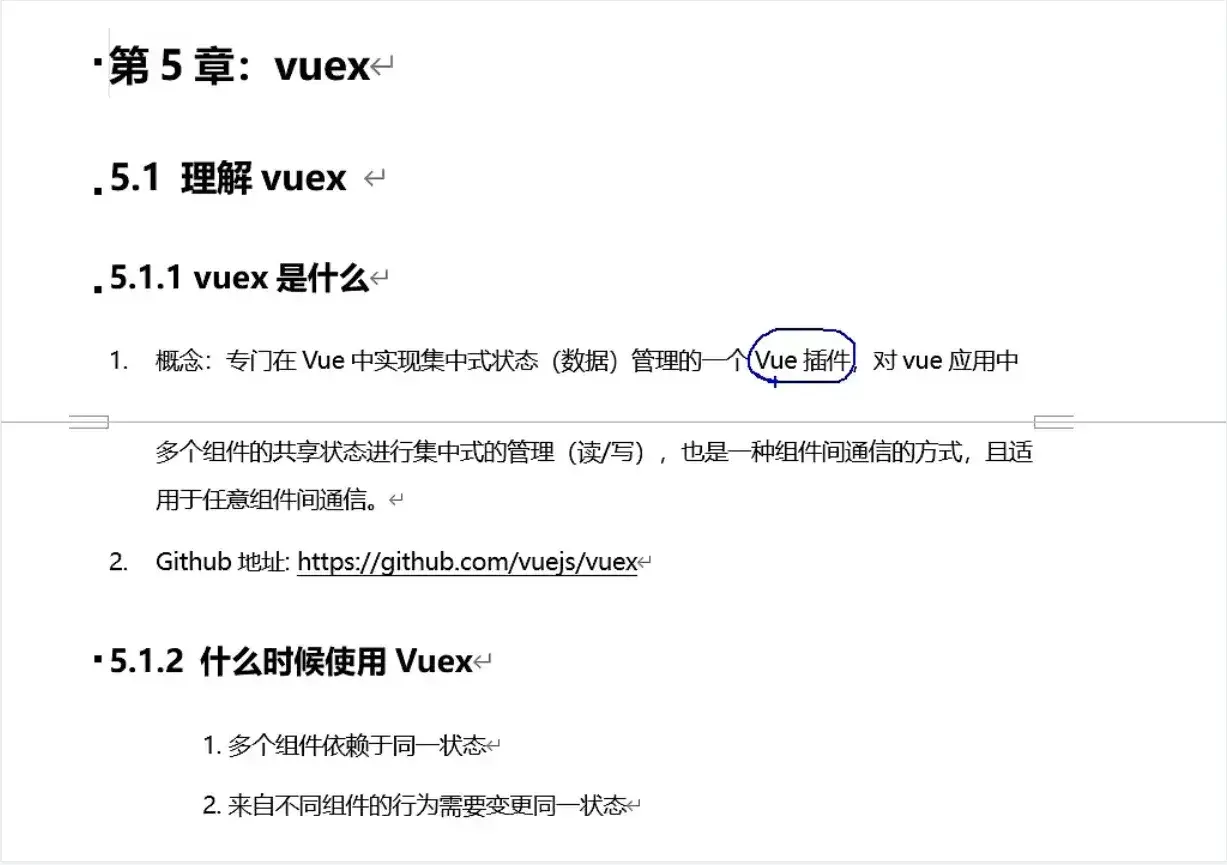 第 5 章：vuex
5.1 理解 vuex
5.1.1 vuex 是什么
1. 概念：专门在 Vue 中实现集中式状态（数据）管理的一个 Vue 插件，对 vue 应用中
多个组件的共享状态进行集中式的管理（读/写），也是一种组件间通信的方式，且适
用于任意组件间通信。
2. Github 地址: https://github.com/vuejs/vuex
5.1.2 什么时候使用 Vuex
1. 多个组件依赖于同一状态
2. 来自不同组件的行为需要变更同一状态